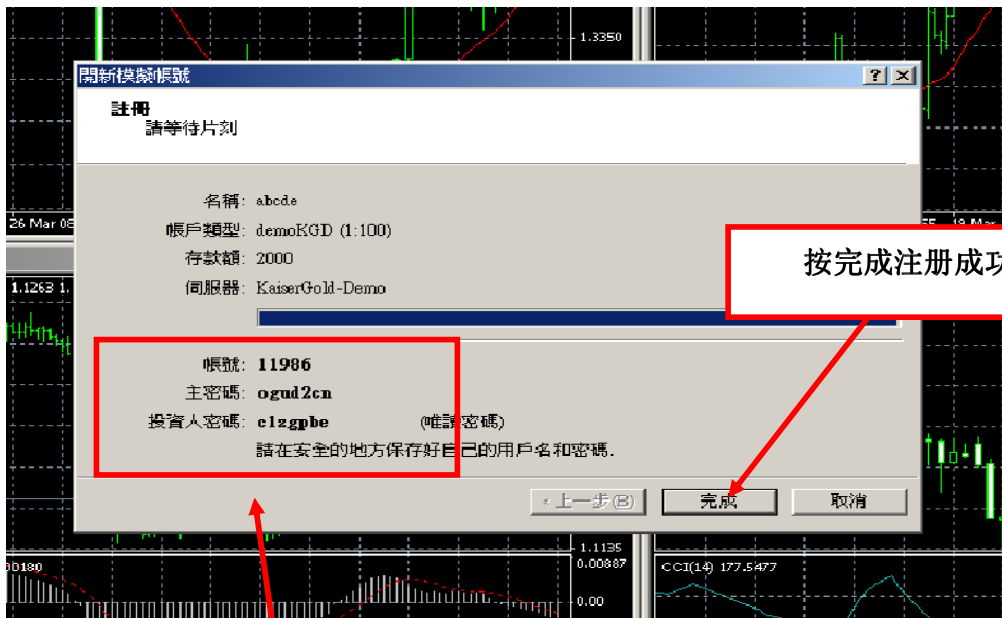 1.3350
開新模擬帳號
註冊
請等待片刻
名稱: abcde
26 Mar 08
帳戶類型: demoKGD (1:100)
存款額: 2000
按完成注册成功
伺服器: KaiserGold-Demo
1.1263 1.
帳號: 11986
主密碼: ogud2cn
投資人密碼: e1zgpbe (唯讀密碼)
請在安全的地方保存好自己的用戶名和密碼.
<上一步(B) 完成 取消
1.1135
00180
0.00887
CCI(14) 177.5477
0.00